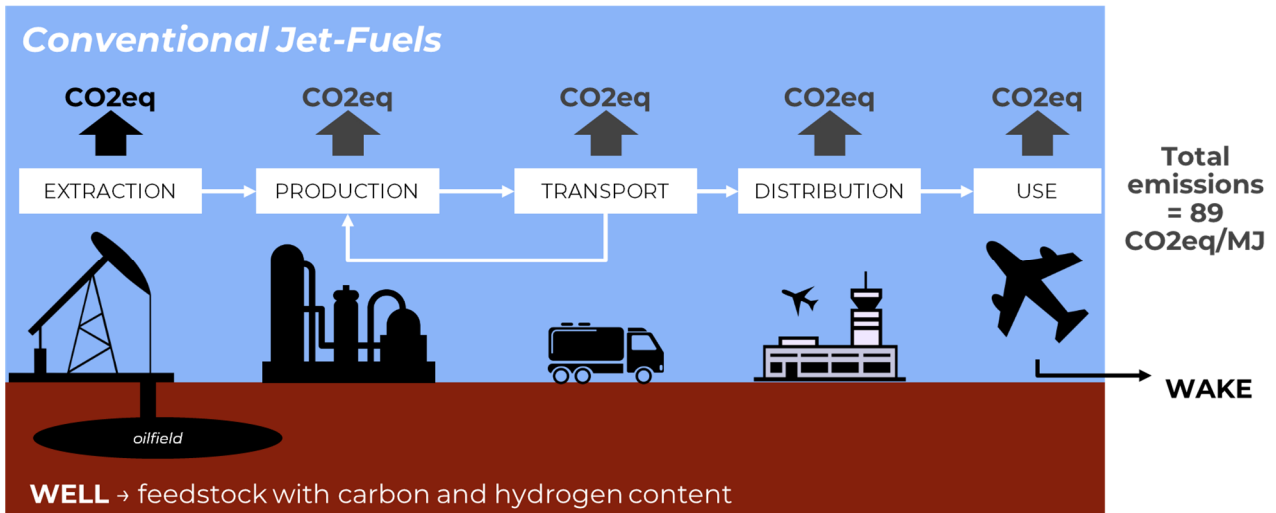 Conventional Jet-Fuels
CO2eq CO2eq CO2eq CO2eq CO2eq
EXTRACTION PRODUCTION TRANSPORT DISTRIBUTION USE
Total
emissions
= 89
CO2eq/MJ
WAKE
oilfield
WELL → feedstock with carbon and hydrogen content